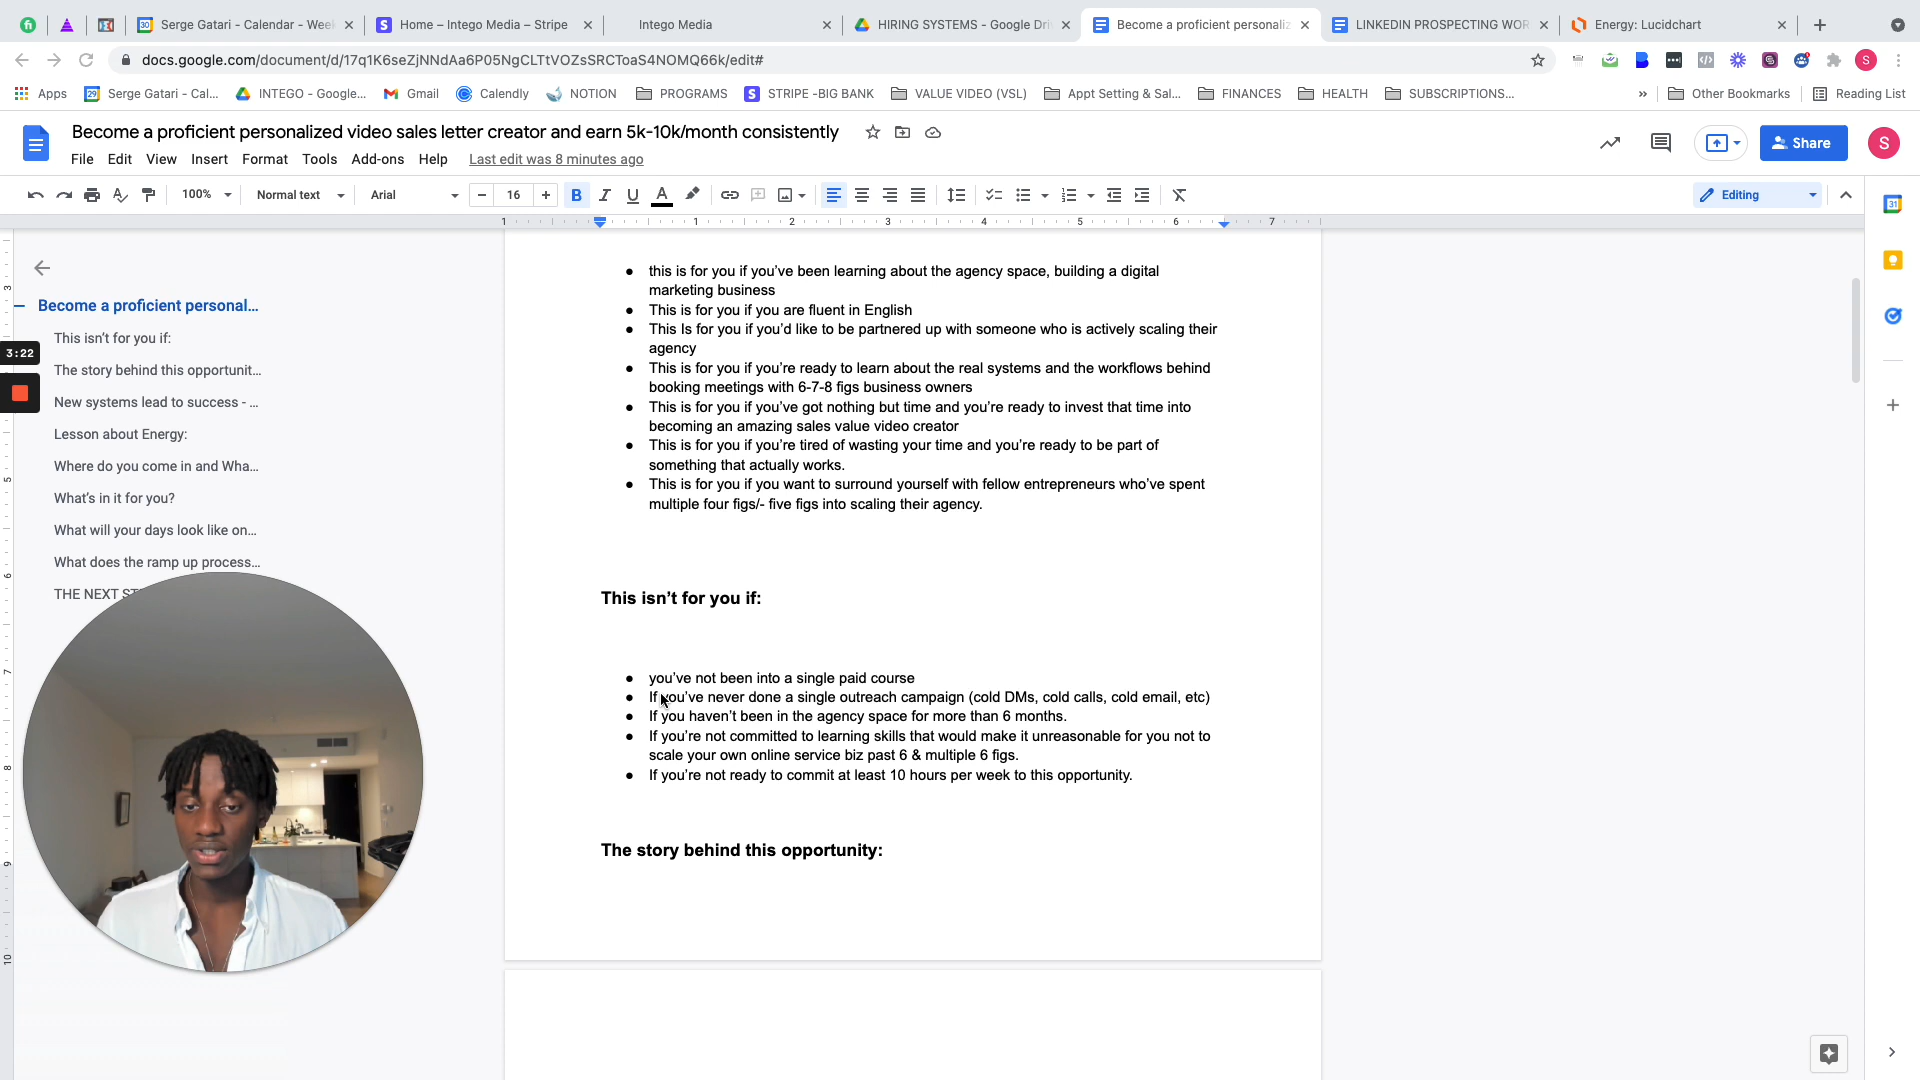 Serge Gatari - Calendar - Week
Home – Intego Media – Stripe
Intego Media
HIRING SYSTEMS - Google Dri
Become a proficient personaliz
LINKEDIN PROSPECTING WOR
Energy: Lucidchart
docs.google.com/document/d/17q1K6seZjNNdAa6P05NgCLTtVOZsSRCToaS4NOMQ66k/edit#
S
Apps
Serge Gatari - Cal...
INTEGO - Google...
Gmail
Calendly
NOTION
PROGRAMS
STRIPE -BIG BANK
VALUE VIDEO (VSL)
Appt Setting & Sal...
FINANCES
HEALTH
SUBSCRIPTIONS...
»
Other Bookmarks
Reading List
Become a proficient personalized video sales letter creator and earn 5k-10k/month consistently
File Edit View Insert Format Tools Add-ons Help Last edit was 8 minutes ago
Share
S
100%
Normal text
Arial
16
B
I
U
A
Editing
1 1 2 3 4 5 6 7
Become a proficient personal...
This isn’t for you if:
The story behind this opportunit...
New systems lead to success - ...
Lesson about Energy:
Where do you come in and Wha...
What’s in it for you?
What will your days look like on...
What does the ramp up process...
THE NEXT ST
3:22
3
5
6
7
8
9
10
● this is for you if you’ve been learning about the agency space, building a digital
marketing business
● This is for you if you are fluent in English
● This Is for you if you’d like to be partnered up with someone who is actively scaling their
agency
● This is for you if you’re ready to learn about the real systems and the workflows behind
booking meetings with 6-7-8 figs business owners
● This is for you if you’ve got nothing but time and you’re ready to invest that time into
becoming an amazing sales value video creator
● This is for you if you’re tired of wasting your time and you’re ready to be part of
something that actually works.
● This is for you if you want to surround yourself with fellow entrepreneurs who’ve spent
multiple four figs/- five figs into scaling their agency.
This isn’t for you if:
● you’ve not been into a single paid course
● If you’ve never done a single outreach campaign (cold DMs, cold calls, cold email, etc)
● If you haven’t been in the agency space for more than 6 months.
● If you’re not committed to learning skills that would make it unreasonable for you not to
scale your own online service biz past 6 & multiple 6 figs.
● If you’re not ready to commit at least 10 hours per week to this opportunity.
The story behind this opportunity:
31